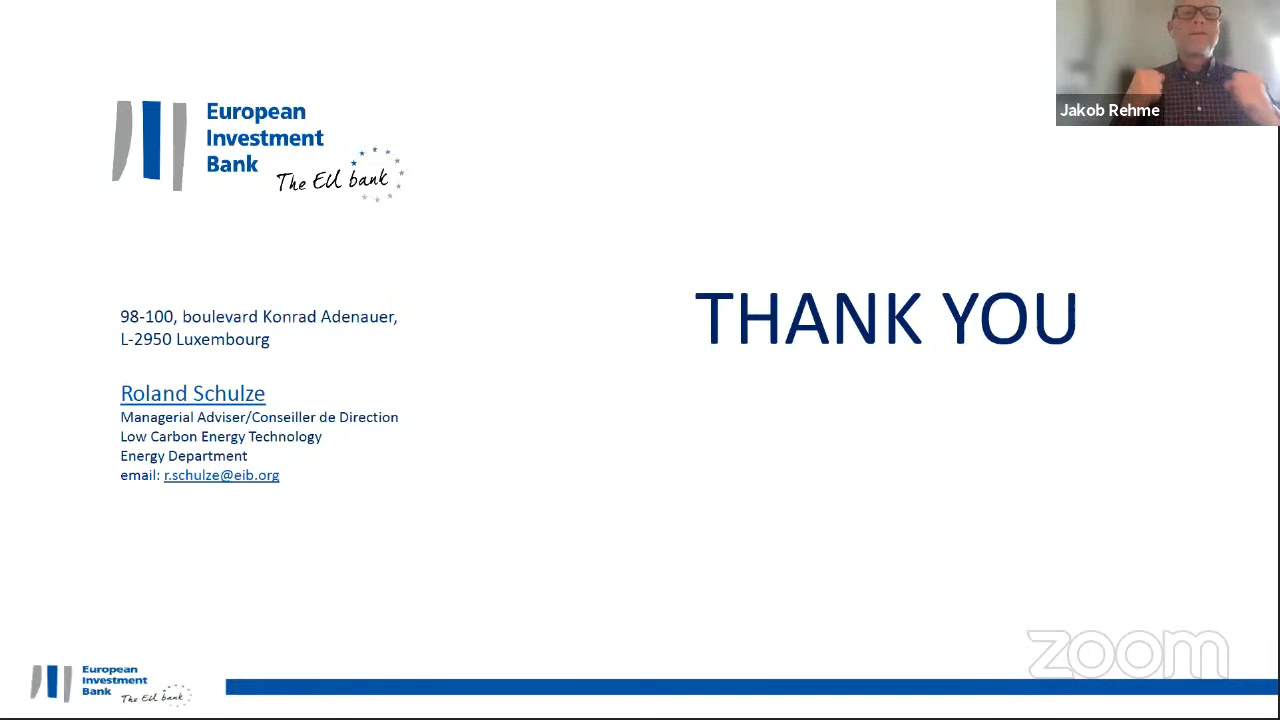 Jakob Rehme
European
Investment
Bank
The EU bank
98-100, boulevard Konrad Adenauer,
L-2950 Luxembourg
THANK YOU
Roland Schulze
Managerial Adviser/Conseiller de Direction
Low Carbon Energy Technology
Energy Department
email: r.schulze@eib.org
zoom
European
Investment
Bank
The EU bank